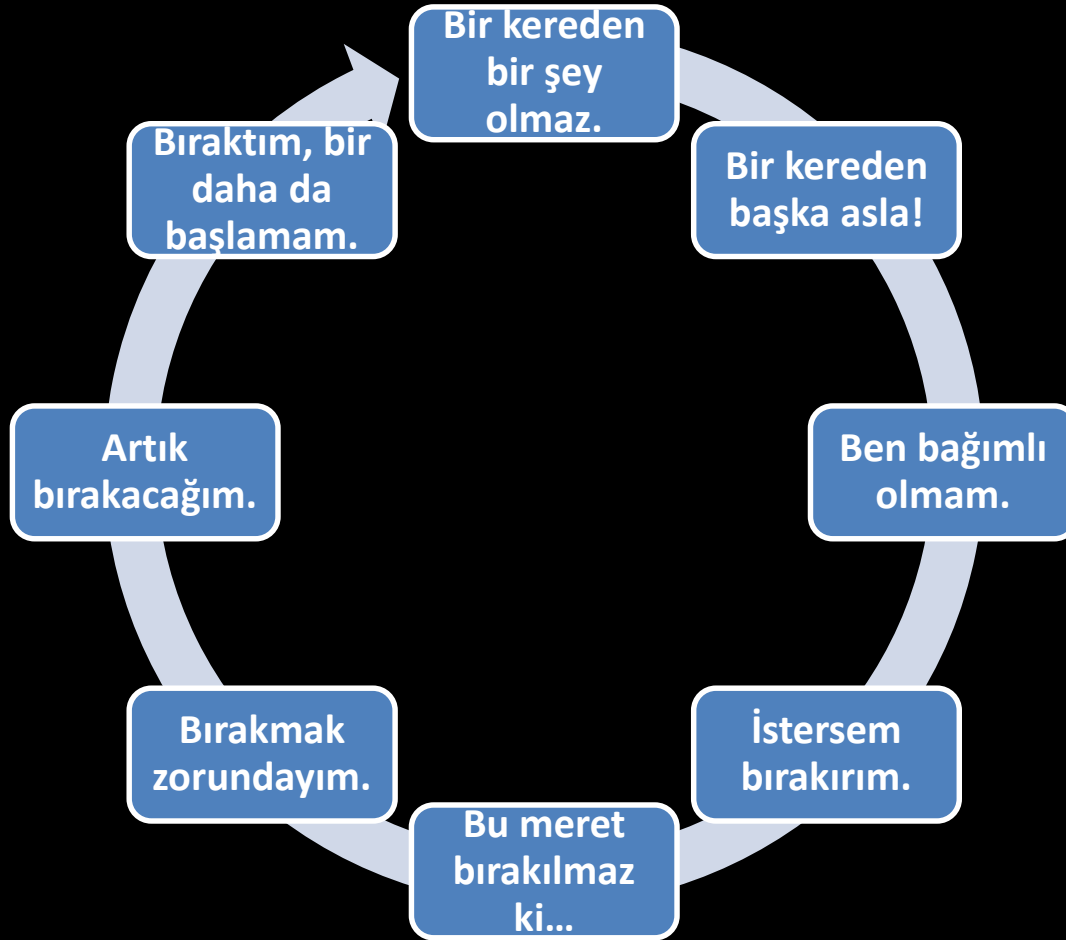 Bir kereden
bir şey
olmaz.
Bir kereden
başka asla!
Ben bağımlı
olmam.
İstersem
bırakırım.
Bu meret
bırakılmaz
ki...
Bırakmak
zorundayım.
Artık
bırakacağım.
Bıraktım, bir
daha da
başlamam.